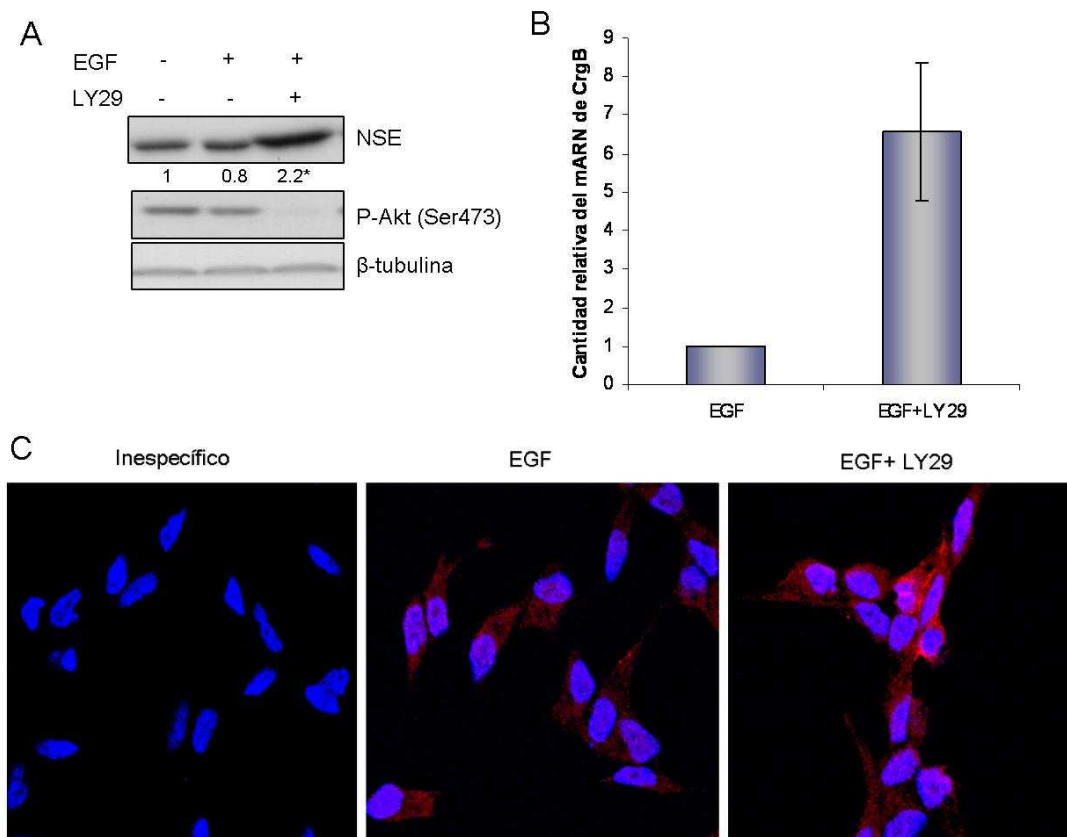 A
EGF - + +
LY29 - - +
NSE
1 0.8 2.2*
P-Akt (Ser473)
β-tubulina
B
Cantidad relativa del mARN de CrgB
9
8
7
6
5
4
3
2
1
0
EGF
EGF+LY29
C
Inespecífico
EGF
EGF+ LY29